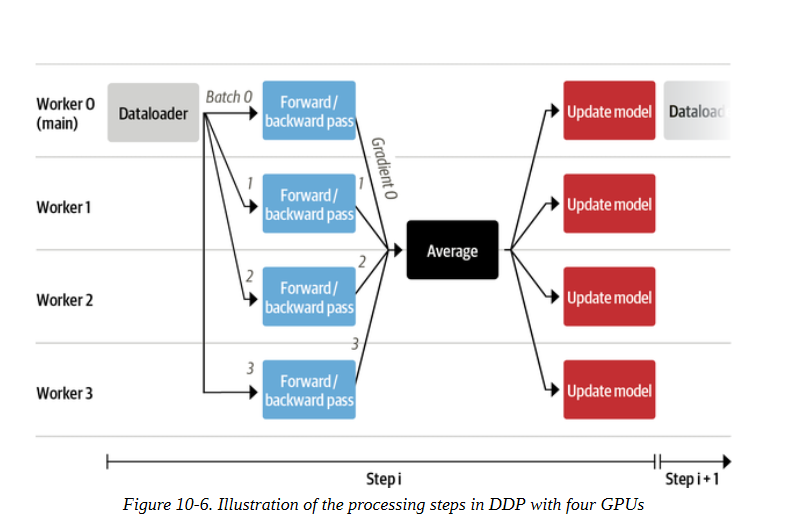 Worker 0
(main)
Dataloader
Batch 0
Forward/
backward pass
Gradient 0
Update model
Dataload
Worker 1
1
Forward/
backward pass
1
Update model
Average
Worker 2
2
Forward/
backward pass
2
Update model
Worker 3
3
Forward/
backward pass
3
Update model
Step i
Step i + 1
Figure 10-6. Illustration of the processing steps in DDP with four GPUs